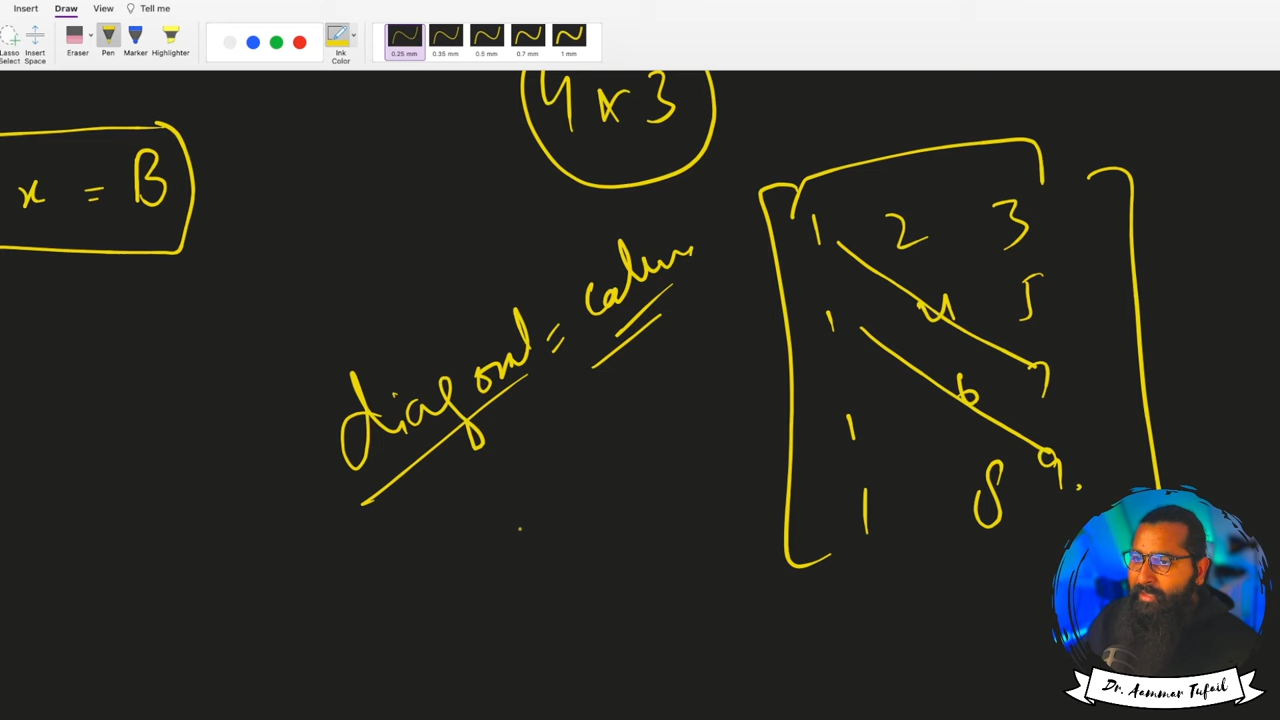 Insert Draw View Tell me
Lasso Select
Insert Space
Eraser
Pen
Marker
Highlighter
Ink Color
0.25 mm
0.35 mm
0.5 mm
0.7 mm
1 mm
4 x 3
x = B
diagonal = column
1 2 3
1 4 5
1 6 7
1 8 9.
Dr. Aammar Tufail